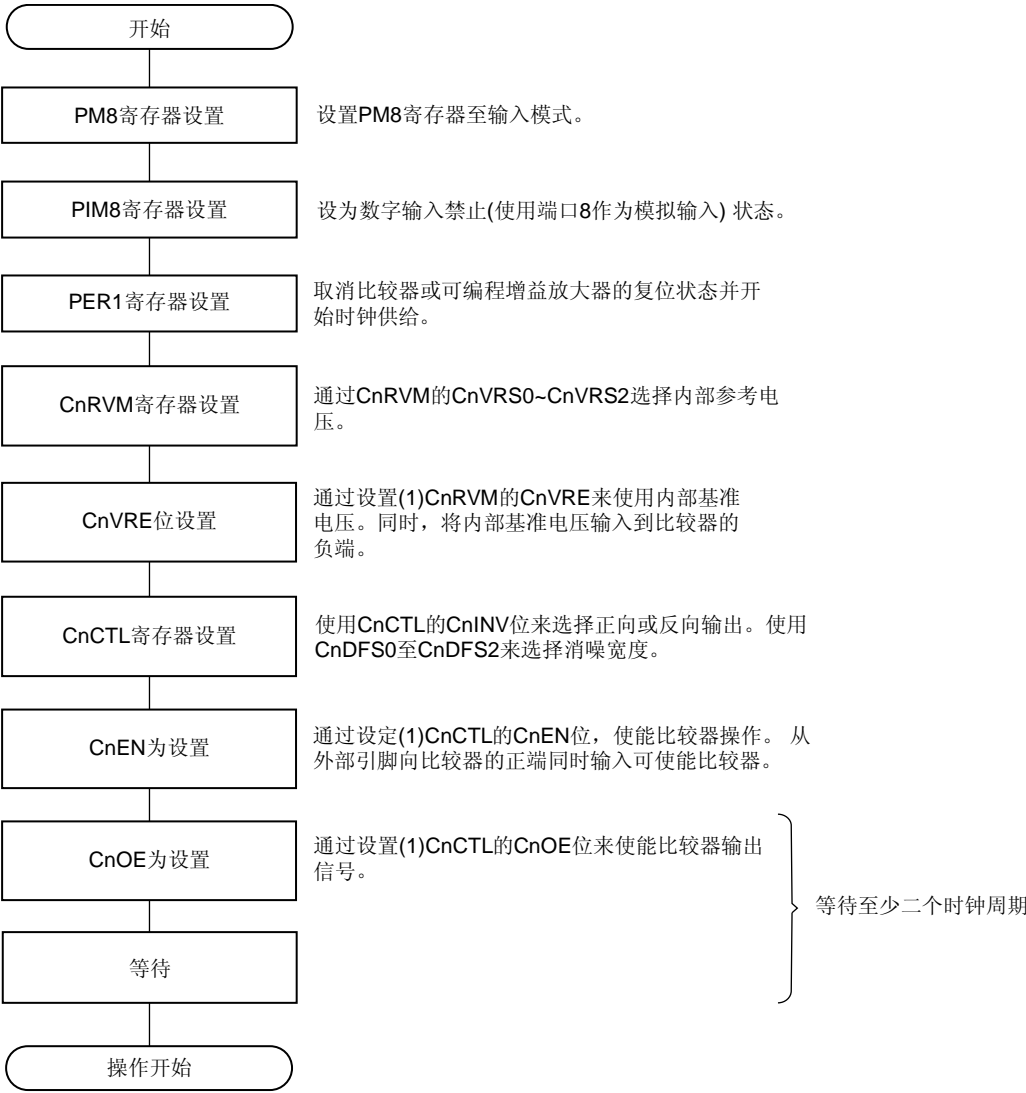 开始
PM8寄存器设置
设置PM8寄存器至输入模式。
PIM8寄存器设置
设为数字输入禁止(使用端口8作为模拟输入) 状态。
PER1寄存器设置
取消比较器或可编程增益放大器的复位状态并开
始时钟供给。
CnRVM寄存器设置
通过CnRVM的CnVRS0~CnVRS2选择内部参考电
压。
CnVRE位设置
通过设置(1)CnRVM的CnVRE来使用内部基准
电压。同时，将内部基准电压输入到比较器的
负端。
CnCTL寄存器设置
使用CnCTL的CnINV位来选择正向或反向输出。使用
CnDFS0至CnDFS2来选择消噪宽度。
CnEN为设置
通过设定(1)CnCTL的CnEN位，使能比较器操作。 从
外部引脚向比较器的正端同时输入可使能比较器。
CnOE为设置
通过设置(1)CnCTL的CnOE位来使能比较器输出
信号。
等待至少二个时钟周期
等待
操作开始